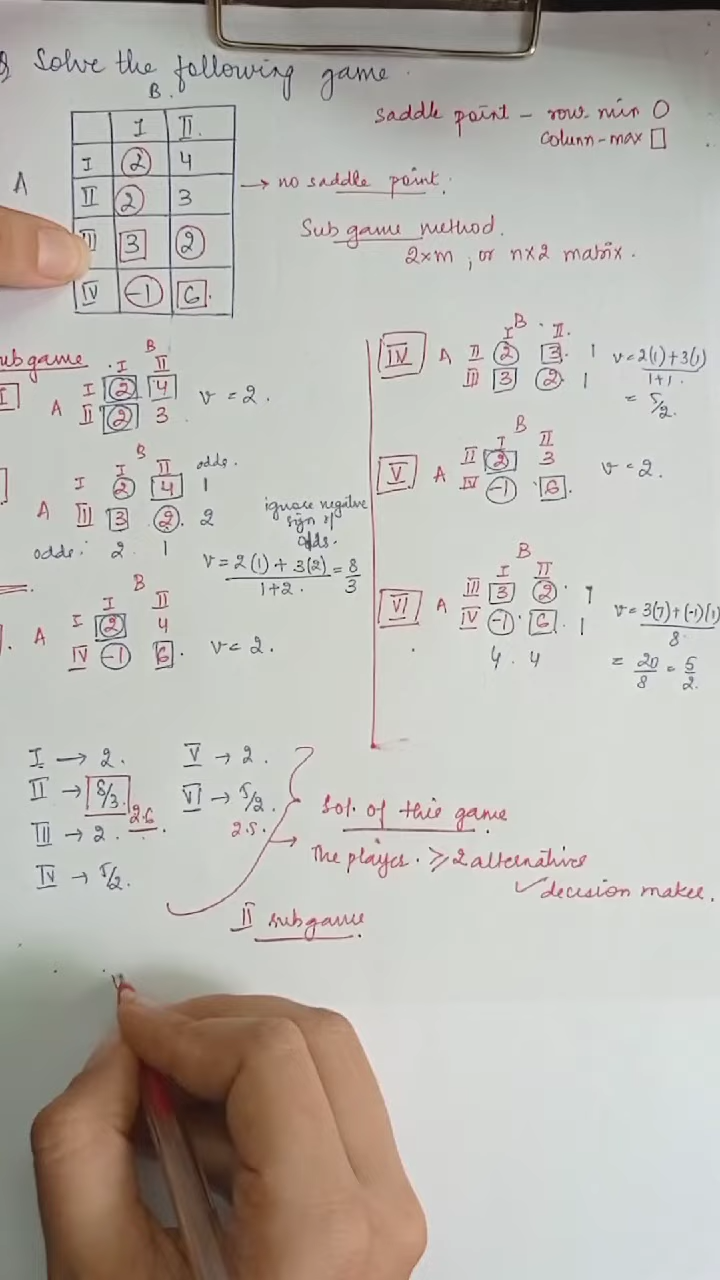 Solve the following game.
B.
I II.
A
I 2 4
II 2 3
III 3 2
IV -1 6.
saddle point - row min O
column-max □
→ no saddle point.
Sub game method.
2×m, or n×2 matrix.
subgame
B
I II
A I 2 4 v = 2.
II 2 3
B
I II odds.
I 2 4 1
A III 3 2. 2
odds: 2 1
ignore negative
sign of
odds.
v = 2(1) + 3(2) = 8
1+2. 3
B
I II
A I 2 4
IV -1 6. v = 2.
B
I II.
IV A II 2 3. 1
III 3 2. 1
v = 2(1)+3(1)
1+1.
= 5/2.
B
I II
V A II 2 3 v = 2.
IV -1 6.
B
I II
VI A III 3 2. 7
IV -1 6. 1
4. 4
v = 3(7)+(-1)(1)
8
= 20 = 5
8 2.
I → 2. V → 2.
II → 8/3. VI → 5/2.
2.6 2.5.
III → 2.
IV → 5/2.
sol. of this game
→ The player. ≥ 2 alternatives
✓ decision maker.
II subgame